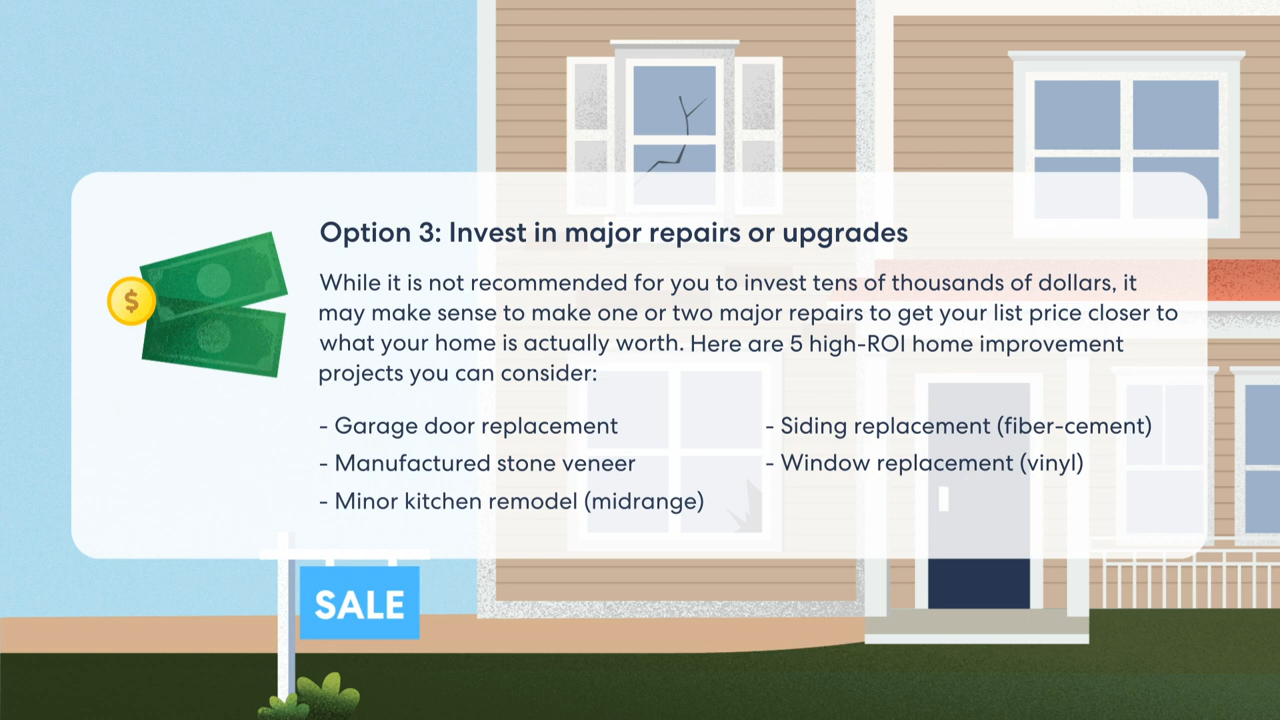 Option 3: Invest in major repairs or upgrades
While it is not recommended for you to invest tens of thousands of dollars, it
may make sense to make one or two major repairs to get your list price closer to
what your home is actually worth. Here are 5 high-ROI home improvement
projects you can consider:
- Garage door replacement
- Manufactured stone veneer
- Minor kitchen remodel (midrange)
- Siding replacement (fiber-cement)
- Window replacement (vinyl)
$
SALE